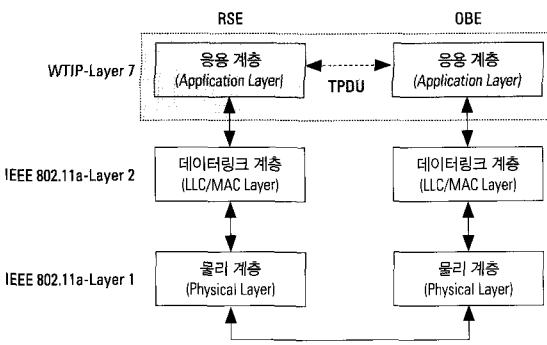 RSE OBE
WTIP-Layer 7
응용 계층
(Application Layer)
TPDU
응용 계층
(Application Layer)
IEEE 802.11a-Layer 2
데이터링크 계층
(LLC/MAC Layer)
데이터링크 계층
(LLC/MAC Layer)
IEEE 802.11a-Layer 1
물리 계층
(Physical Layer)
물리 계층
(Physical Layer)